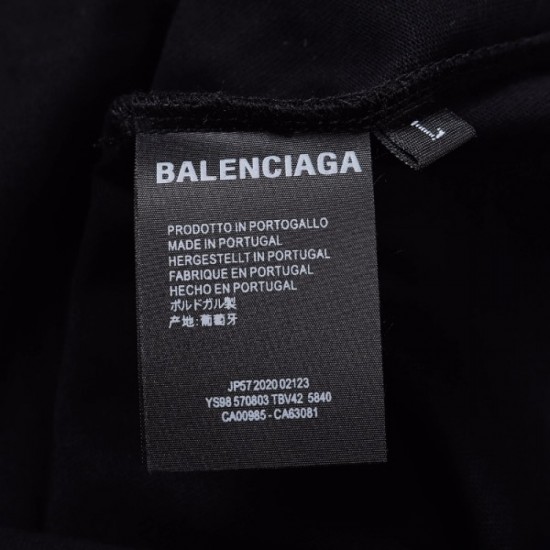 BALENCIAGA
PRODOTTO IN PORTOGALLO
MADE IN PORTUGAL
HERGESTELLT IN PORTUGAL
FABRIQUE EN PORTUGAL
HECHO EN PORTUGAL
ポルドガル製
产地:葡萄牙
JP57 2020 02123
YS98 570803 TBV42 5840
CA00985 - CA63081